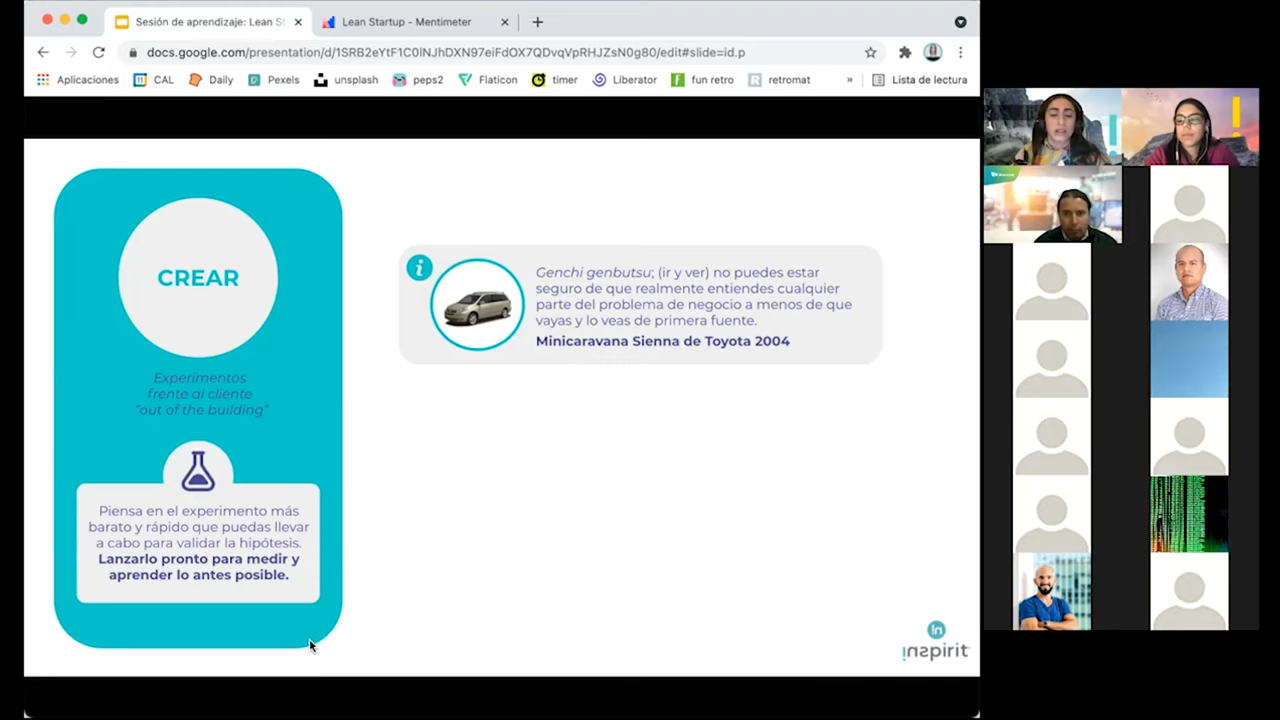 Sesión de aprendizaje: Lean St
Lean Startup - Mentimeter
docs.google.com/presentation/d/1SRB2eYtF1C0lNJhDXN97eiFdOX7QDvqVpRHJZsN0g80/edit#slide=id.p
Aplicaciones CAL Daily Pexels unsplash peps2 Flaticon timer Liberator fun retro retromat » Lista de lectura
CREAR
Experimentos
frente al cliente
"out of the building"
Piensa en el experimento más
barato y rápido que puedas llevar
a cabo para validar la hipótesis.
Lanzarlo pronto para medir y
aprender lo antes posible.
i
Genchi genbutsu; (ir y ver) no puedes estar
seguro de que realmente entiendes cualquier
parte del problema de negocio a menos de que
vayas y lo veas de primera fuente.
Minicaravana Sienna de Toyota 2004
inspirit